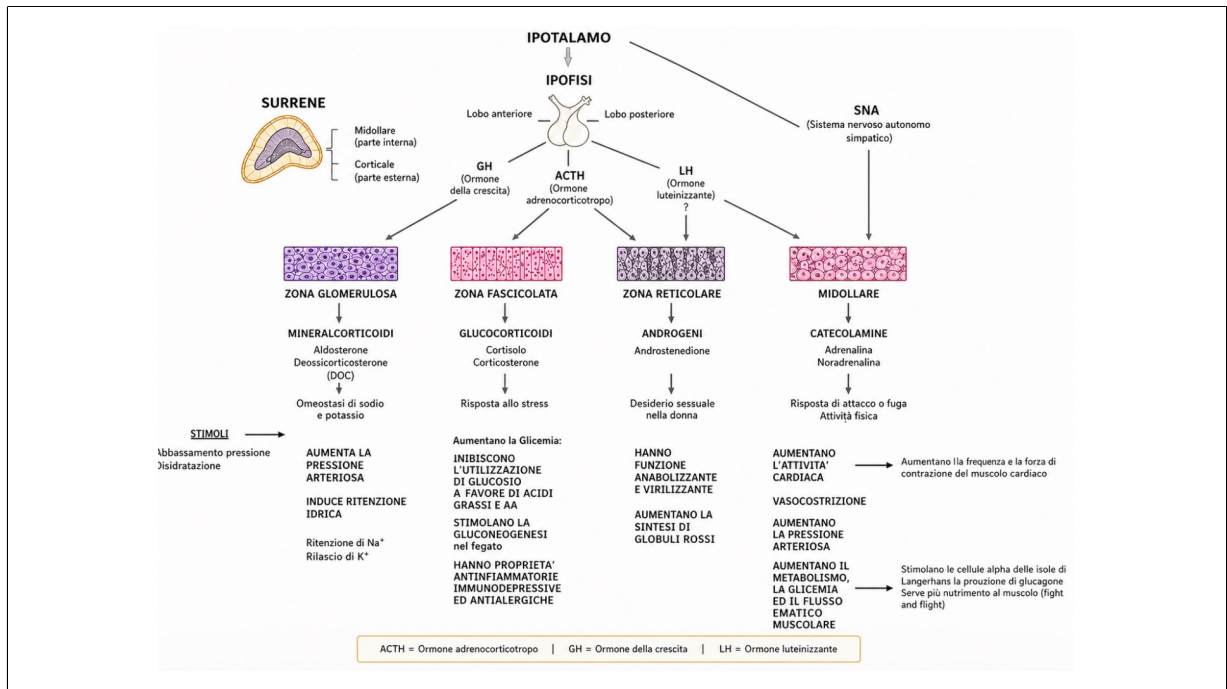 IPOTALAMO
IPOFISI
Lobo anteriore
Lobo posteriore
SURRENE
Midollare
(parte interna)
Corticale
(parte esterna)
SNA
(Sistema nervoso autonomo
simpatico)
GH
(Ormone
della crescita)
ACTH
(Ormone
adrenocorticotropo)
LH
(Ormone
luteinizzante)
?
ZONA GLOMERULOSA
MINERALCORTICOIDI
Aldosterone
Deossicorticosterone
(DOC)
Omeostasi di sodio
e potassio
STIMOLI
Abbassamento pressione
Disidratazione
AUMENTA LA
PRESSIONE
ARTERIOSA
INDUCE RITENZIONE
IDRICA
Ritenzione di Na⁺
Rilascio di K⁺
ZONA FASCICOLATA
GLUCOCORTICOIDI
Cortisolo
Corticosterone
Risposta allo stress
Aumentano la Glicemia:
INIBISCONO
L'UTILIZZAZIONE
DI GLUCOSIO
A FAVORE DI ACIDI
GRASSI E AA
STIMOLANO LA
GLUCONEOGENESI
nel fegato
HANNO PROPRIETA'
ANTINFIAMMATORIE
IMMUNODEPRESSIVE
ED ANTIALERGICHE
ZONA RETICOLARE
ANDROGENI
Androstenedione
Desiderio sessuale
nella donna
HANNO
FUNZIONE
ANABOLIZZANTE
E VIRILIZZANTE
AUMENTANO LA
SINTESI DI
GLOBULI ROSSI
MIDOLLARE
CATECOLAMINE
Adrenalina
Noradrenalina
Risposta di attacco o fuga
Attività fisica
AUMENTANO
L'ATTIVITA'
CARDIACA
Aumentano lla frequenza e la forza di
contrazione del muscolo cardiaco
VASOCOSTRIZIONE
AUMENTANO
LA PRESSIONE
ARTERIOSA
AUMENTANO IL
METABOLISMO,
LA GLICEMIA
ED IL FLUSSO
EMATICO
MUSCOLARE
Stimolano le cellule alpha delle isole di
Langerhans la prouzione di glucagone
Serve più nutrimento al muscolo (fight
and flight)
ACTH = Ormone adrenocorticotropo | GH = Ormone della crescita | LH = Ormone luteinizzante